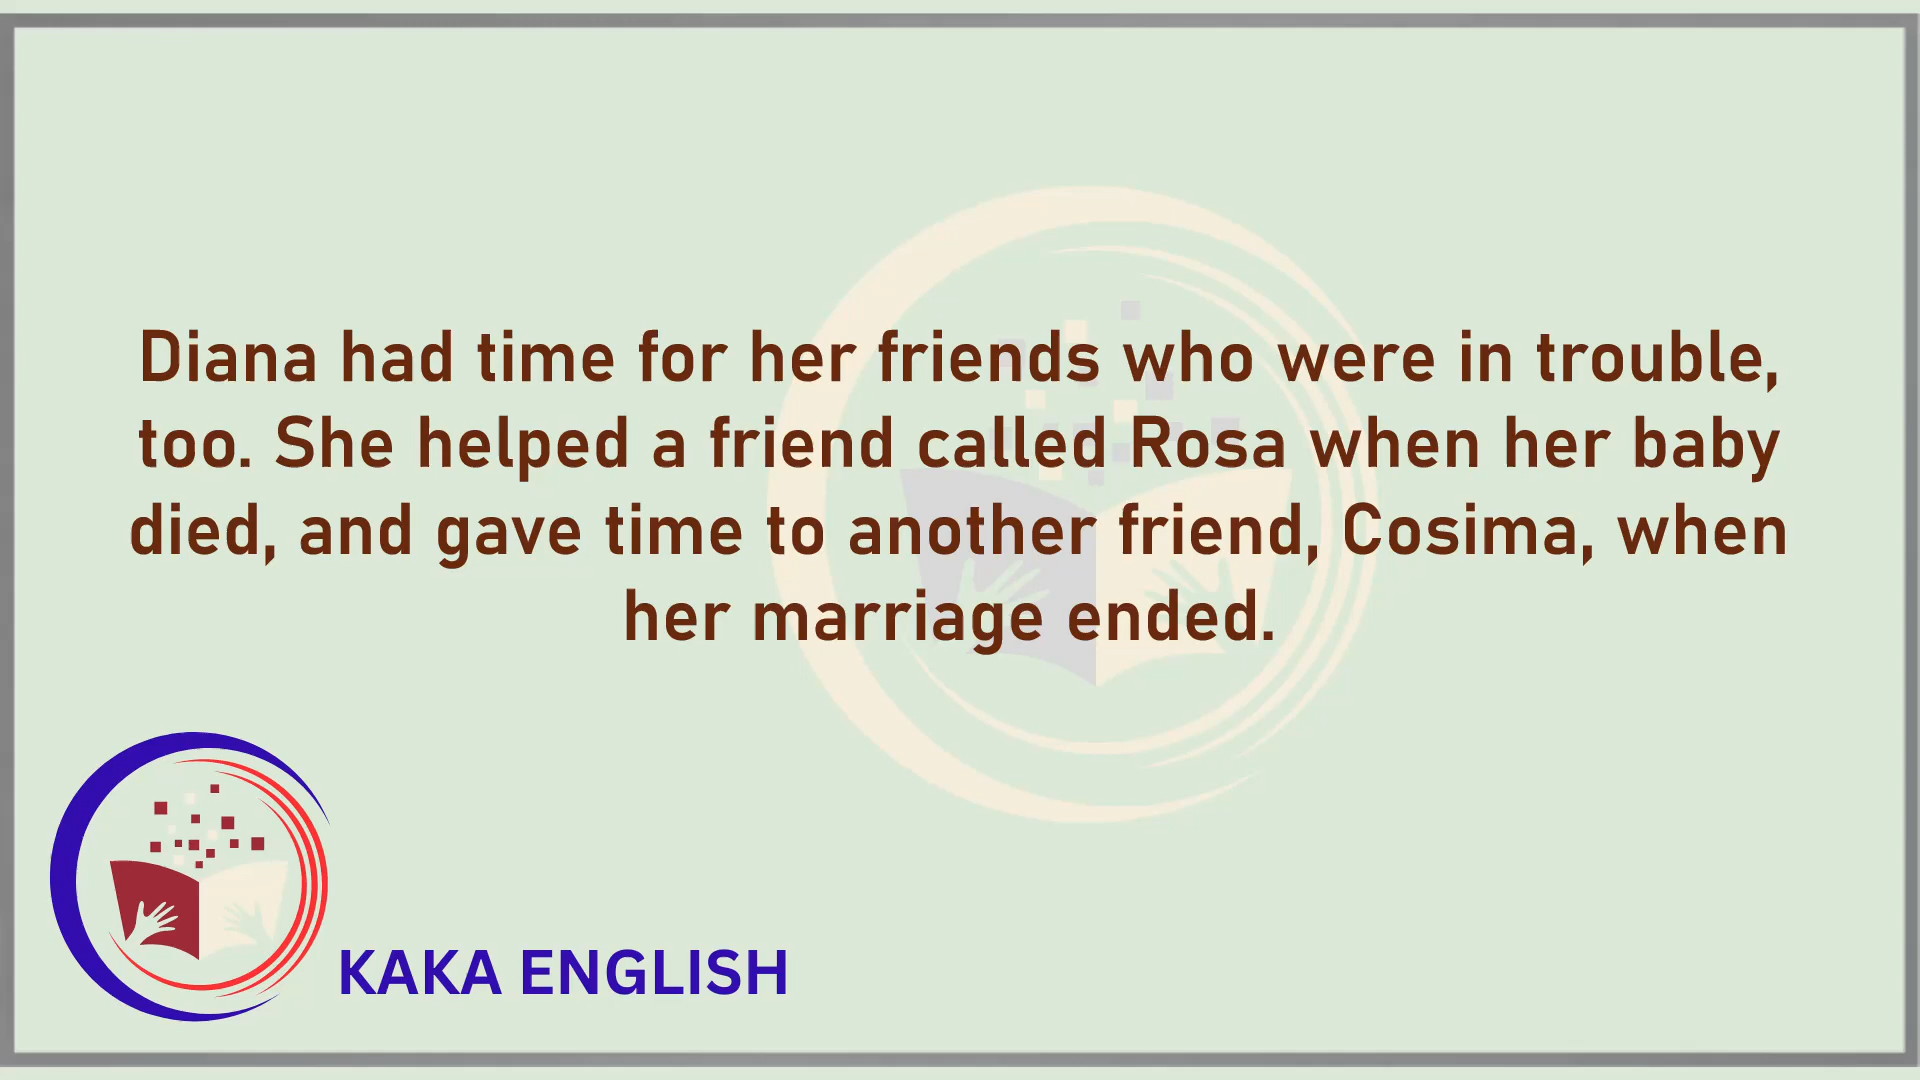 Diana had time for her friends who were in trouble,
too. She helped a friend called Rosa when her baby
died, and gave time to another friend, Cosima, when
her marriage ended.
KAKA ENGLISH